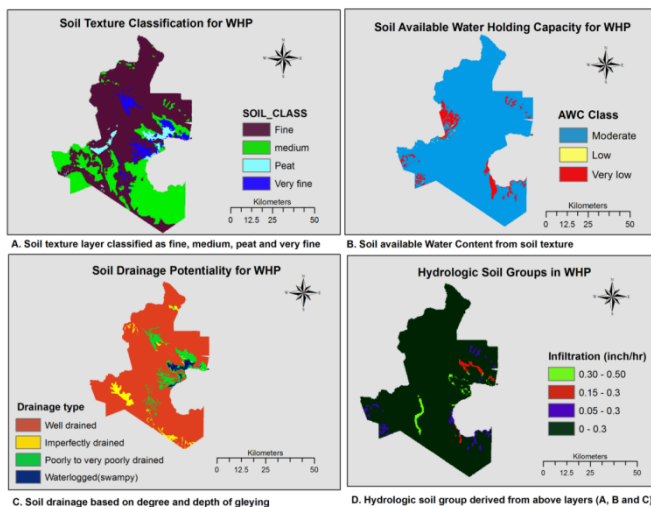 Soil Texture Classification for WHP
N
SOIL_CLASS
Fine
medium
Peat
Very fine
Kilometers
0 12.5 25 50
A. Soil texture layer classified as fine, medium, peat and very fine
Soil Available Water Holding Capacity for WHP
AWC Class
Moderate
Low
Very low
Kilometers
0 12.5 25 50
B. Soil available Water Content from soil texture
Soil Drainage Potentiality for WHP
Drainage type
Well drained
Imperfectly drained
Poorly to very poorly drained
Waterlogged(swampy)
Kilometers
0 12.5 25 50
C. Soil drainage based on degree and depth of gleying
Hydrologic Soil Groups in WHP
Infiltration (inch/hr)
0.30 - 0.50
0.15 - 0.3
0.05 - 0.3
0 - 0.3
Kilometers
0 12.5 25 50
D. Hydrologic soil group derived from above layers (A, B and C)